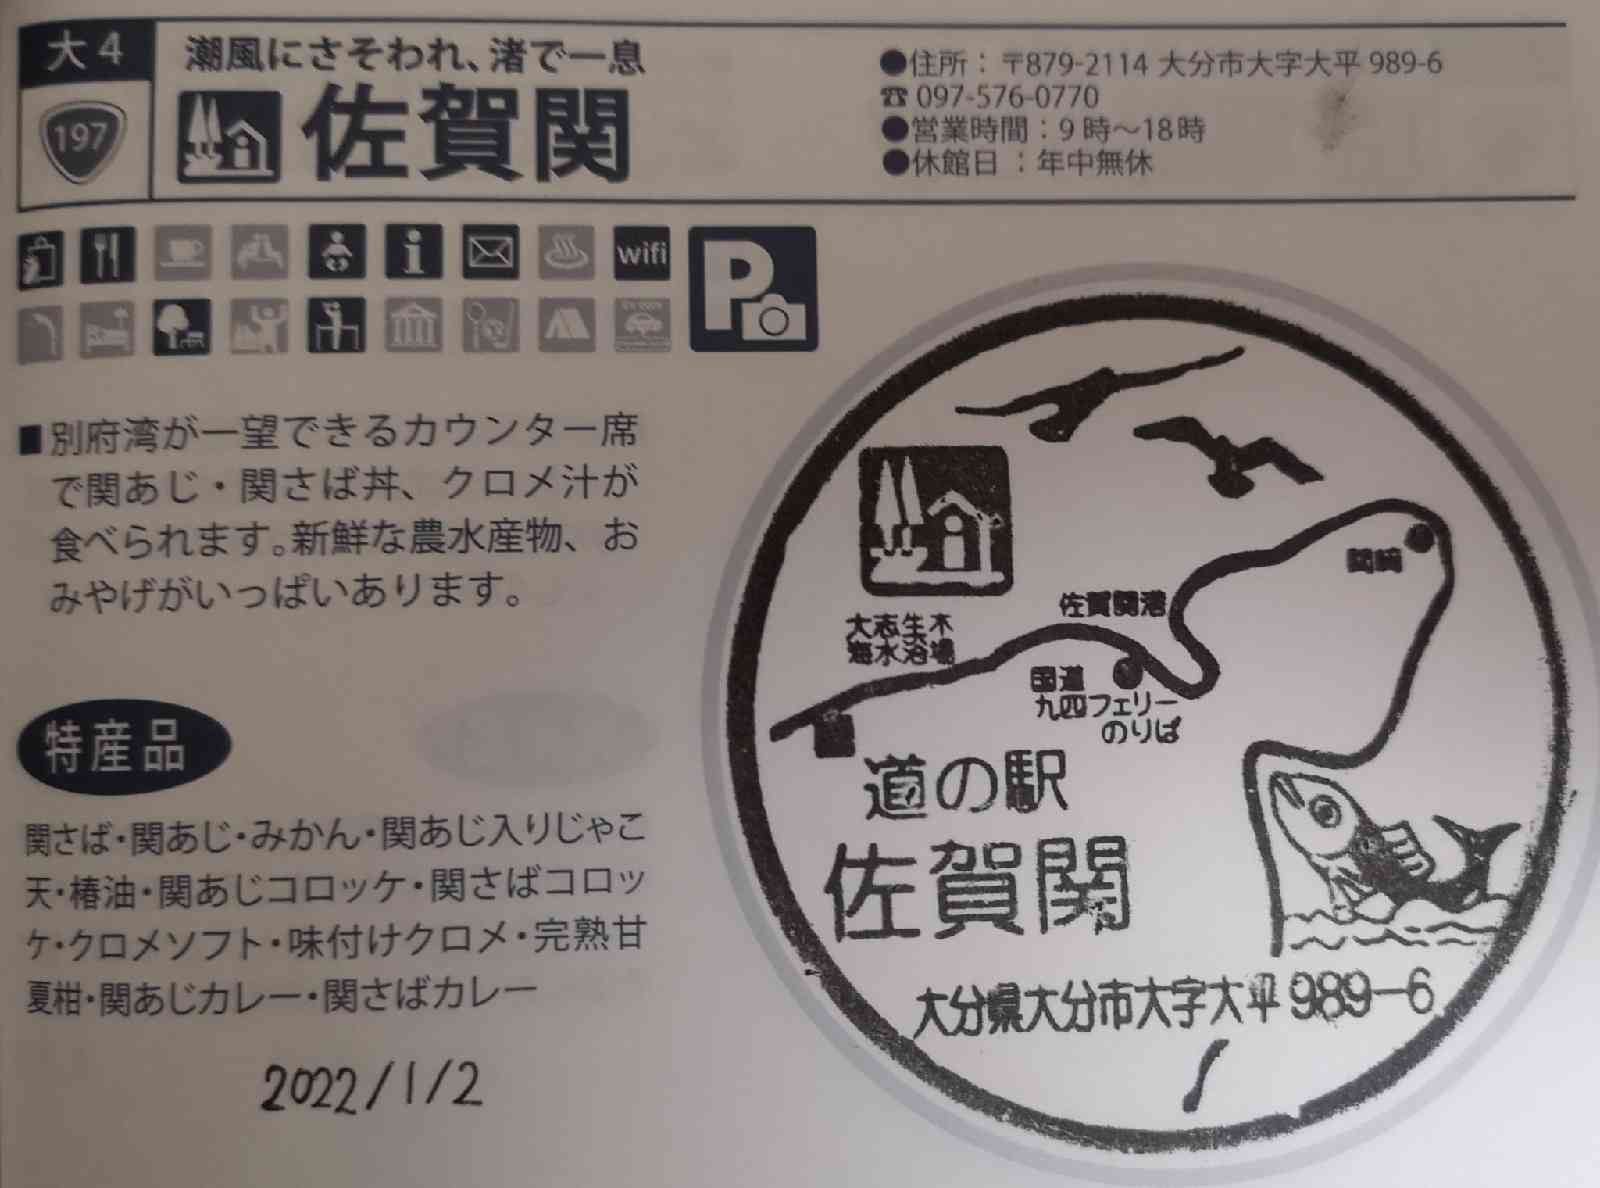 大4
197
潮風にさそわれ、渚で一息
佐賀関
●住所：〒879-2114 大分市大字大平 989-6
☎ 097-576-0770
●営業時間：9時～18時
●休館日：年中無休
wifi
P
■別府湾が一望できるカウンター席
で関あじ・関さば丼、クロメ汁が
食べられます。新鮮な農水産物、お
みやげがいっぱいあります。
特産品
関さば・関あじ・みかん・関あじ入りじゃこ
天・椿油・関あじコロッケ・関さばコロッ
ケ・クロメソフト・味付けクロメ・完熟甘
夏柑・関あじカレー・関さばカレー
2022/1/2
関崎
佐賀関港
大志生木
海水浴場
国道
九四フェリー
のりば
道の駅
佐賀関
大分県大分市大字大平989-6